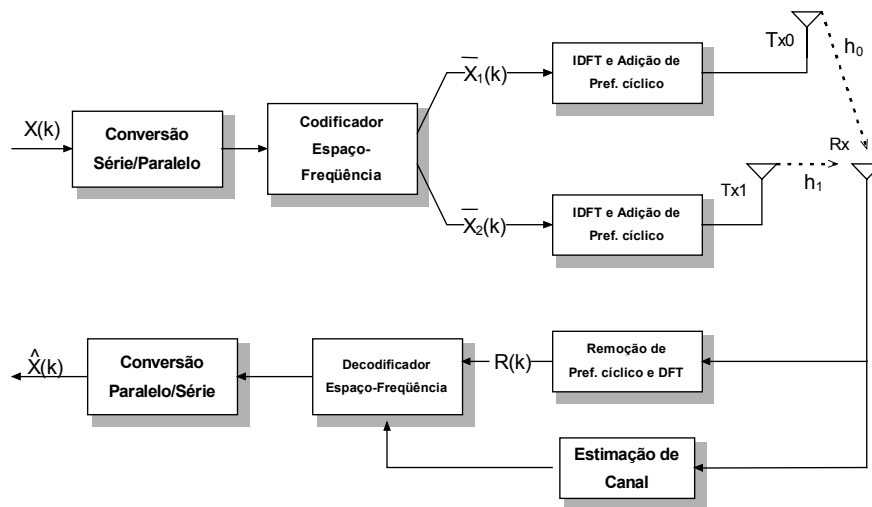 X(k)
Conversão
Série/Paralelo
Codificador
Espaço-
Freqüência
X̅₁(k)
IDFT e Adição de
Pref. cíclico
Tx0
h₀
X̅₂(k)
IDFT e Adição de
Pref. cíclico
Tx1
h₁
Rx
X̂(k)
Conversão
Paralelo/Série
Decodificador
Espaço-Freqüência
R(k)
Remoção de
Pref. cíclico e DFT
Estimação de
Canal